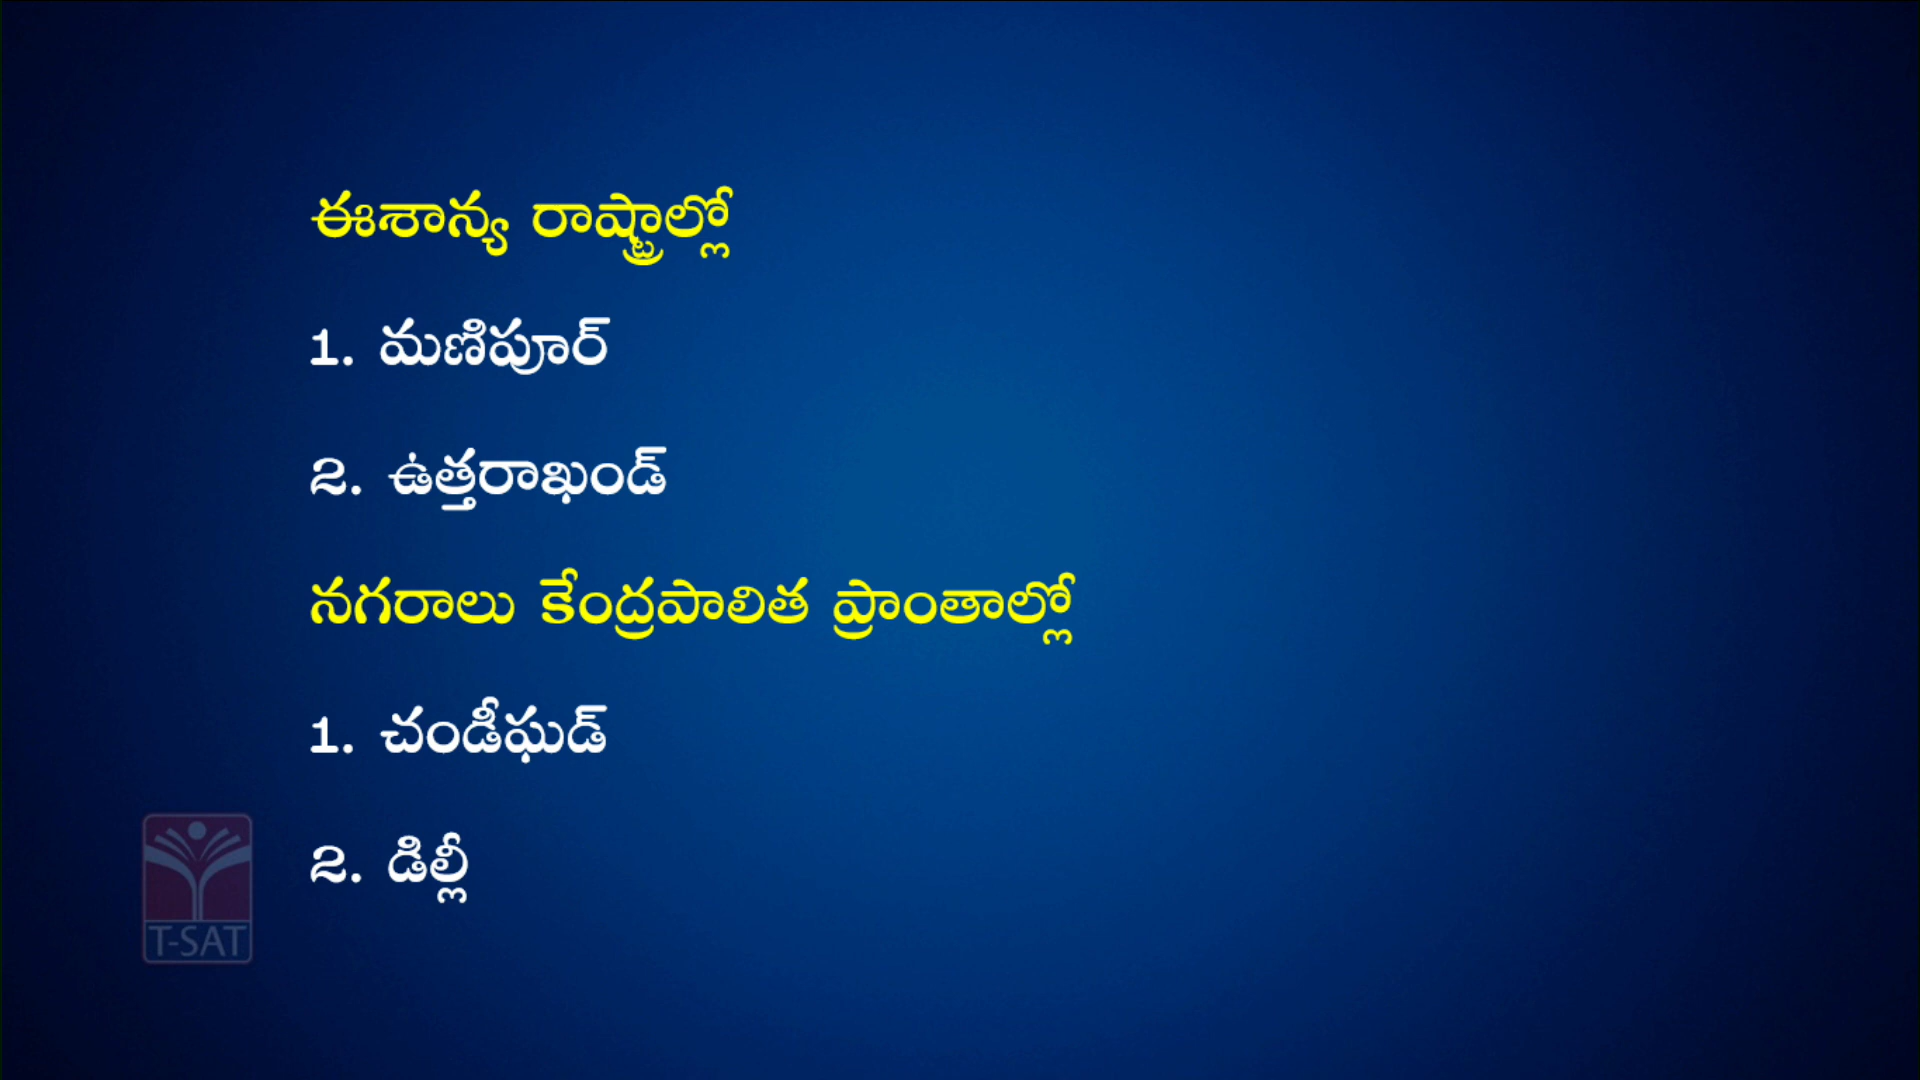 ఈశాన్య రాష్ట్రాల్లో
1. మణిపూర్
2. ఉత్తరాఖండ్
నగరాలు కేంద్రపాలిత ప్రాంతాల్లో
1. చండీఘడ్
2. డిల్లీ
T-SAT